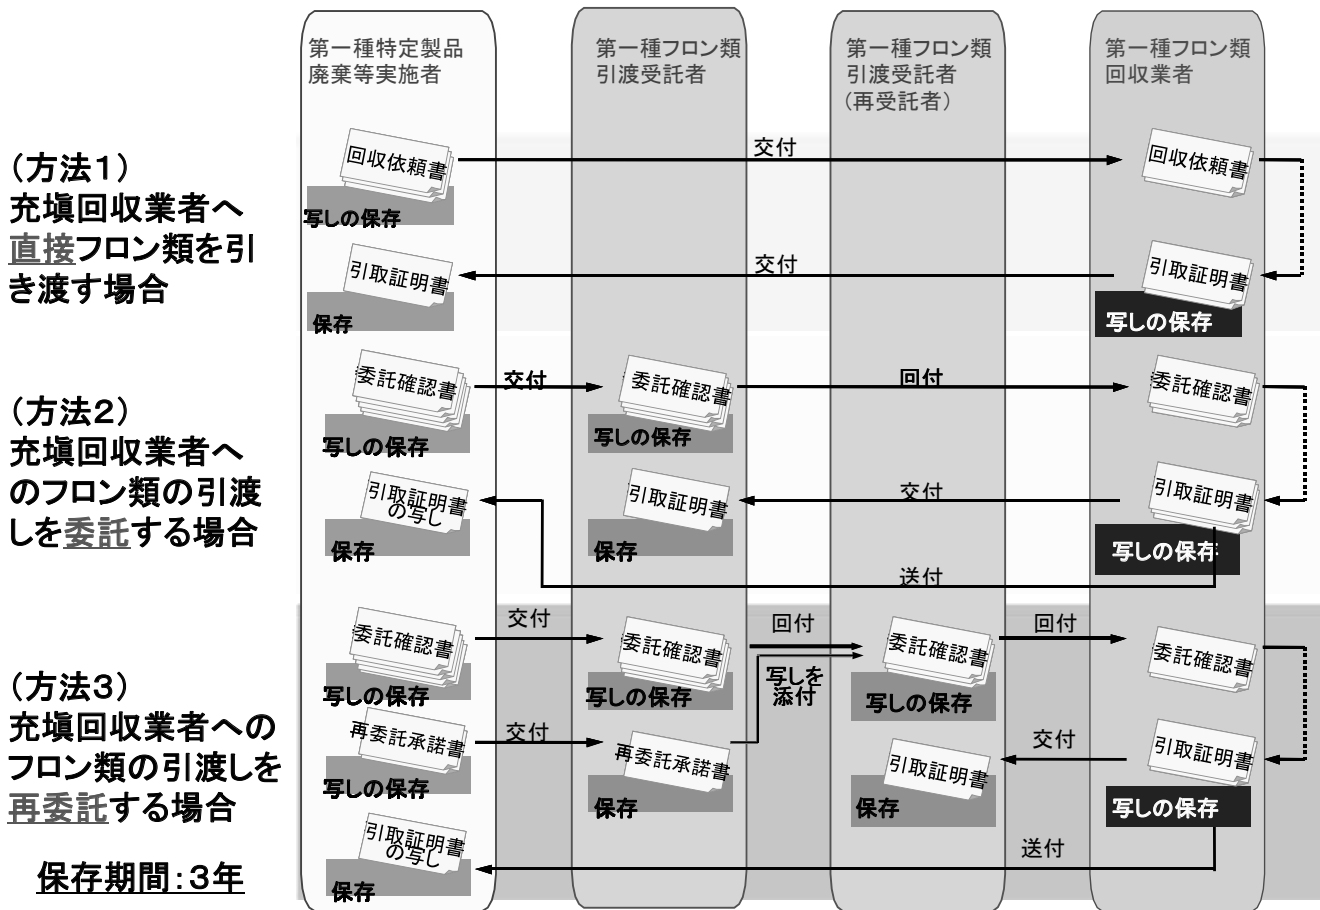 第一種特定製品
廃棄等実施者
第一種フロン類
引渡受託者
第一種フロン類
引渡受託者
（再受託者）
第一種フロン類
回収業者
（方法１）
充塡回収業者へ
直接フロン類を引
き渡す場合
回収依頼書
写しの保存
交付
回収依頼書
引取証明書
保存
交付
引取証明書
写しの保存
（方法２）
充塡回収業者へ
のフロン類の引渡
しを委託する場合
委託確認書
写しの保存
交付
委託確認書
写しの保存
回付
委託確認書
引取証明書
の写し
保存
引取証明書
保存
交付
引取証明書
写しの保存
送付
（方法３）
充塡回収業者への
フロン類の引渡しを
再委託する場合
委託確認書
写しの保存
交付
委託確認書
写しの保存
回付
写しを
添付
委託確認書
写しの保存
回付
委託確認書
再委託承諾書
写しの保存
交付
再委託承諾書
保存
引取証明書
保存
交付
引取証明書
写しの保存
引取証明書
の写し
保存
送付
保存期間：３年